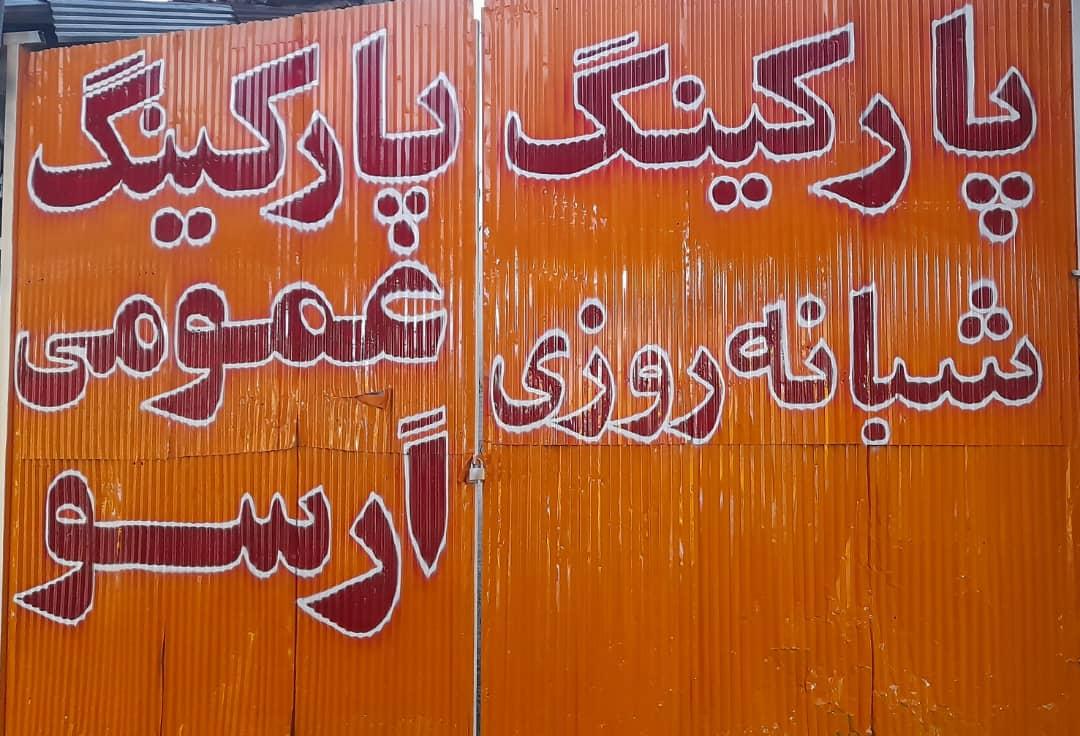 پارکینگ
شبانه روزی
پارکینگ
عمومی
آرسو